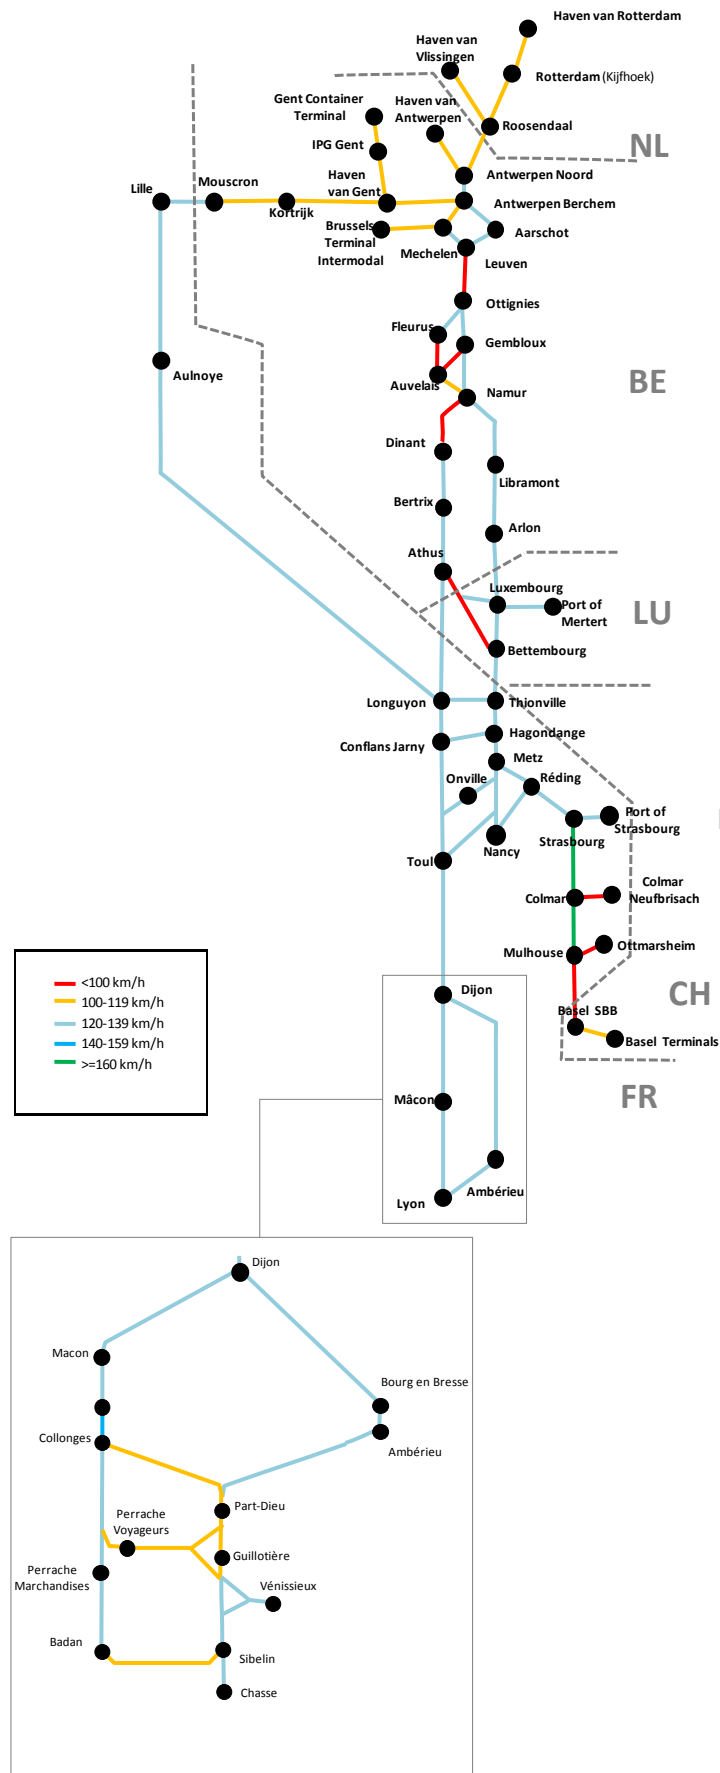 Haven van Rotterdam
Haven van
Vlissingen
Rotterdam (Kijfhoek)
Gent Container
Terminal
Haven van
Antwerpen
Roosendaal
NL
IPG Gent
Haven
van Gent
Antwerpen Noord
Lille
Mouscron
Kortrijk
Antwerpen Berchem
Brussels
Terminal
Intermodal
Aarschot
Mechelen
Leuven
Ottignies
Fleurus
Gembloux
Aulnoye
BE
Auvelais
Namur
Dinant
Libramont
Bertrix
Arlon
Athus
Luxembourg
Port of
Mertert
LU
Bettembourg
Longuyon
Thionville
Hagondange
Conflans Jarny
Metz
Onville
Réding
Port of
Strasbourg
Strasbourg
Nancy
Toul
Colmar
Neufbrisach
Colmar
Ottmarsheim
Mulhouse
<100 km/h
100-119 km/h
120-139 km/h
140-159 km/h
>=160 km/h
Dijon
CH
Basel SBB
Basel Terminals
Mâcon
FR
Ambérieu
Lyon
Dijon
Macon
Bourg en Bresse
Collonges
Ambérieu
Part-Dieu
Perrache
Voyageurs
Guillotière
Perrache
Marchandises
Vénissieux
Badan
Sibelin
Chasse